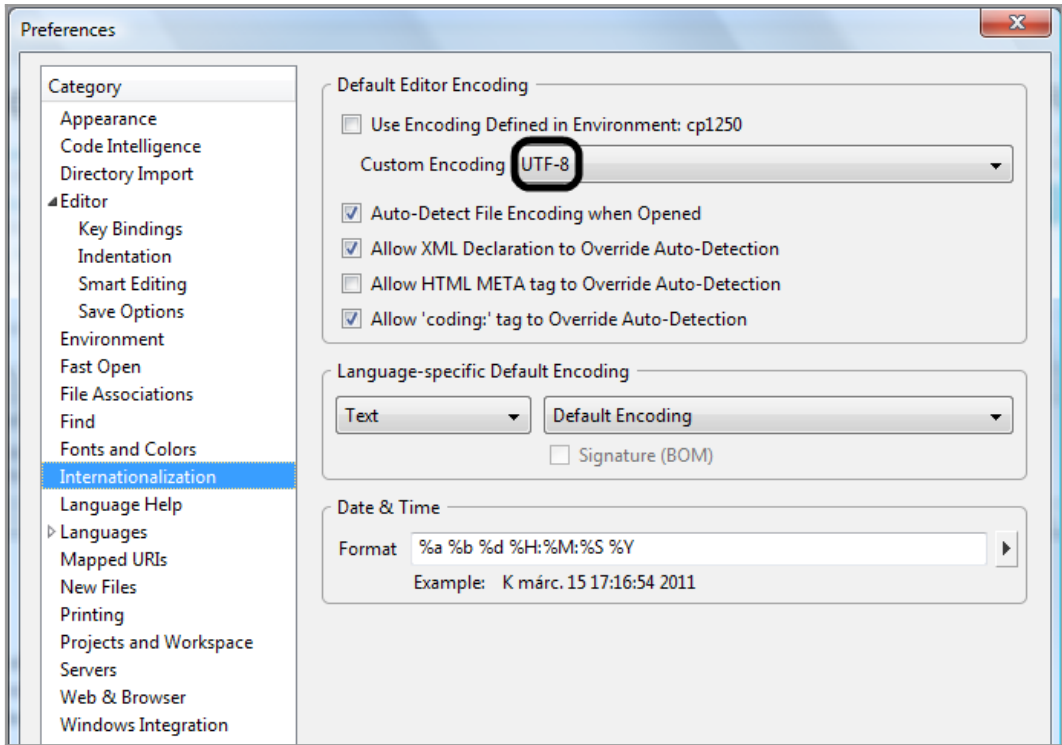 Preferences
Category
Appearance
Code Intelligence
Directory Import
Editor
Key Bindings
Indentation
Smart Editing
Save Options
Environment
Fast Open
File Associations
Find
Fonts and Colors
Internationalization
Language Help
Languages
Mapped URIs
New Files
Printing
Projects and Workspace
Servers
Web & Browser
Windows Integration
Default Editor Encoding
Use Encoding Defined in Environment: cp1250
Custom Encoding UTF-8
Auto-Detect File Encoding when Opened
Allow XML Declaration to Override Auto-Detection
Allow HTML META tag to Override Auto-Detection
Allow 'coding:' tag to Override Auto-Detection
Language-specific Default Encoding
Text Default Encoding
Signature (BOM)
Date & Time
Format %a %b %d %H:%M:%S %Y
Example: K márc. 15 17:16:54 2011